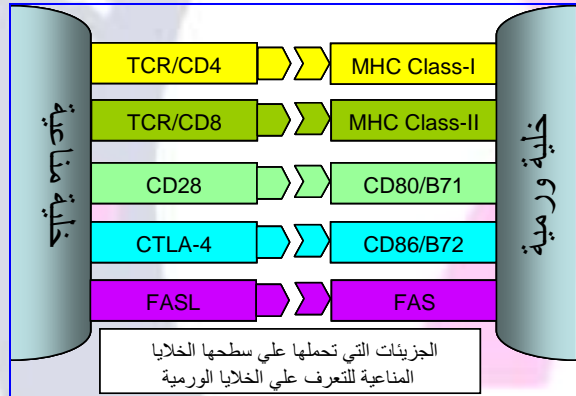 TCR/CD4
MHC Class-I
TCR/CD8
MHC Class-II
CD28
CD80/B71
CTLA-4
CD86/B72
FASL
FAS
خلية مناعية
خلية ورمية
الجزيئات التي تحملها علي سطحها الخلايا
المناعية للتعرف علي الخلايا الورمية